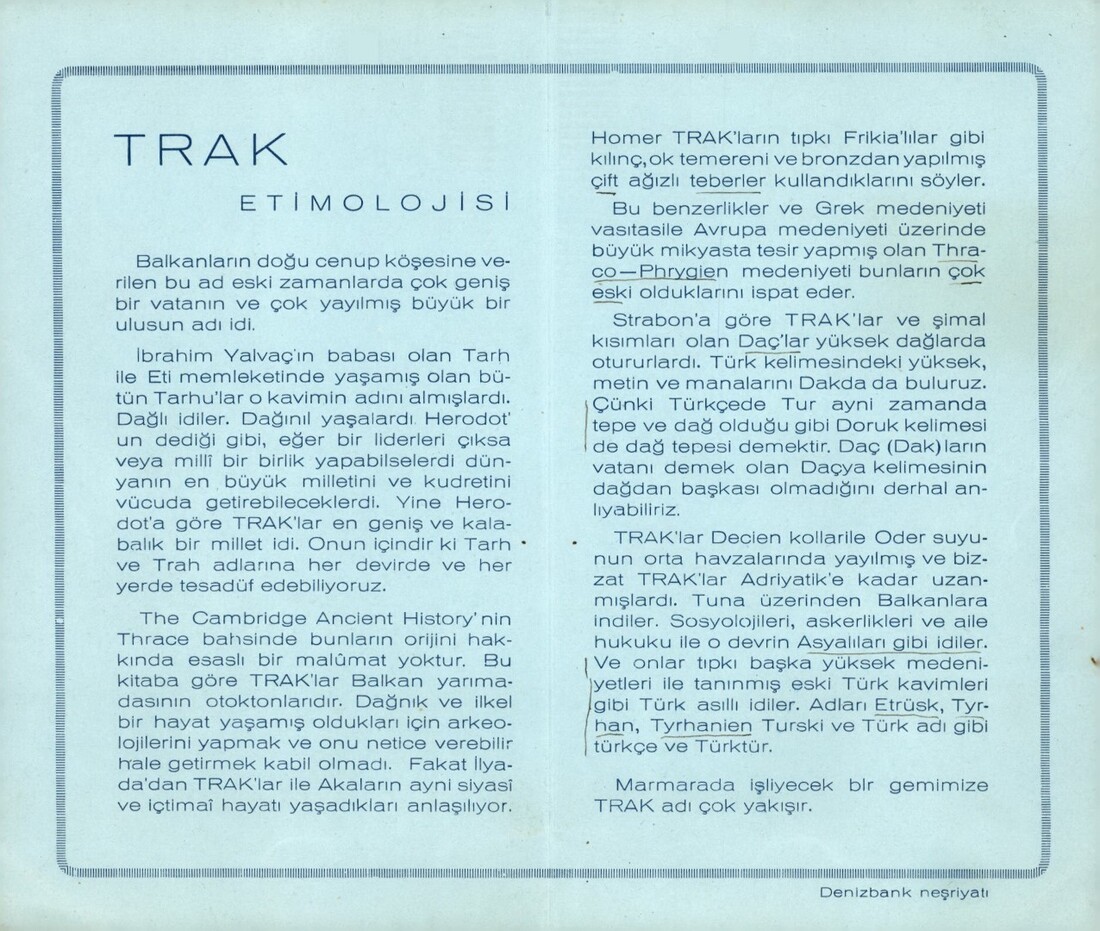 TRAK
ETİMOLOJİSİ
Balkanların doğu cenup köşesine ve-
rilen bu ad eski zamanlarda çok geniş
bir vatanın ve çok yayılmış büyük bir
ulusun adı idi.
İbrahim Yalvaç'ın babası olan Tarh
ile Eti memleketinde yaşamış olan bü-
tün Tarhu'lar o kavimin adını almışlardı.
Dağlı idiler. Dağınıl yaşalardı. Herodot'
un dediği gibi, eğer bir liderleri çıksa
veya millî bir birlik yapabilselerdi dün-
yanın en büyük milletini ve kudretini
vücuda getirebileceklerdi. Yine Hero-
dot'a göre TRAK'lar en geniş ve kala-
balık bir millet idi. Onun içindir ki Tarh
ve Trah adlarına her devirde ve her
yerde tesadüf edebiliyoruz.
The Cambridge Ancient History'nin
Thrace bahsinde bunların orijini hak-
kında esaslı bir malûmat yoktur. Bu
kitaba göre TRAK'lar Balkan yarıma-
dasının otoktonlarıdır. Dağnık ve ilkel
bir hayat yaşamış oldukları için arkeo-
lojilerini yapmak ve onu netice verebilir
hale getirmek kabil olmadı. Fakat İlya-
da'dan TRAK'lar ile Akaların ayni siyasî
ve içtimaî hayatı yaşadıkları anlaşılıyor.
Homer TRAK'ların tıpkı Frikia'lılar gibi
kılınç,ok temereni ve bronzdan yapılmış
çift ağızlı teberler kullandıklarını söyler.
Bu benzerlikler ve Grek medeniyeti
vasıtasile Avrupa medeniyeti üzerinde
büyük mikyasta tesir yapmış olan Thra-
co—Phrygien medeniyeti bunların çok
eski olduklarını ispat eder.
Strabon'a göre TRAK'lar ve şimal
kısımları olan Daç'lar yüksek dağlarda
otururlardı. Türk kelimesindeki yüksek,
metin ve manalarını Dakda da buluruz.
Çünki Türkçede Tur ayni zamanda
tepe ve dağ olduğu gibi Doruk kelimesi
de dağ tepesi demektir. Daç (Dak)ların
vatanı demek olan Daçya kelimesinin
dağdan başkası olmadığını derhal an-
lıyabiliriz.
TRAK'lar Decien kollarile Oder suyu-
nun orta havzalarında yayılmış ve biz-
zat TRAK'lar Adriyatik'e kadar uzan-
mışlardı. Tuna üzerinden Balkanlara
indiler. Sosyolojileri, askerlikleri ve aile
hukuku ile o devrin Asyalıları gibi idiler.
Ve onlar tıpkı başka yüksek medeni-
yetleri ile tanınmış eski Türk kavimleri
gibi Türk asıllı idiler. Adları Etrüsk, Tyr-
han, Tyrhanien Turski ve Türk adı gibi
türkçe ve Türktür.
Marmarada işliyecek bir gemimize
TRAK adı çok yakışır.
Denizbank neşriyatı